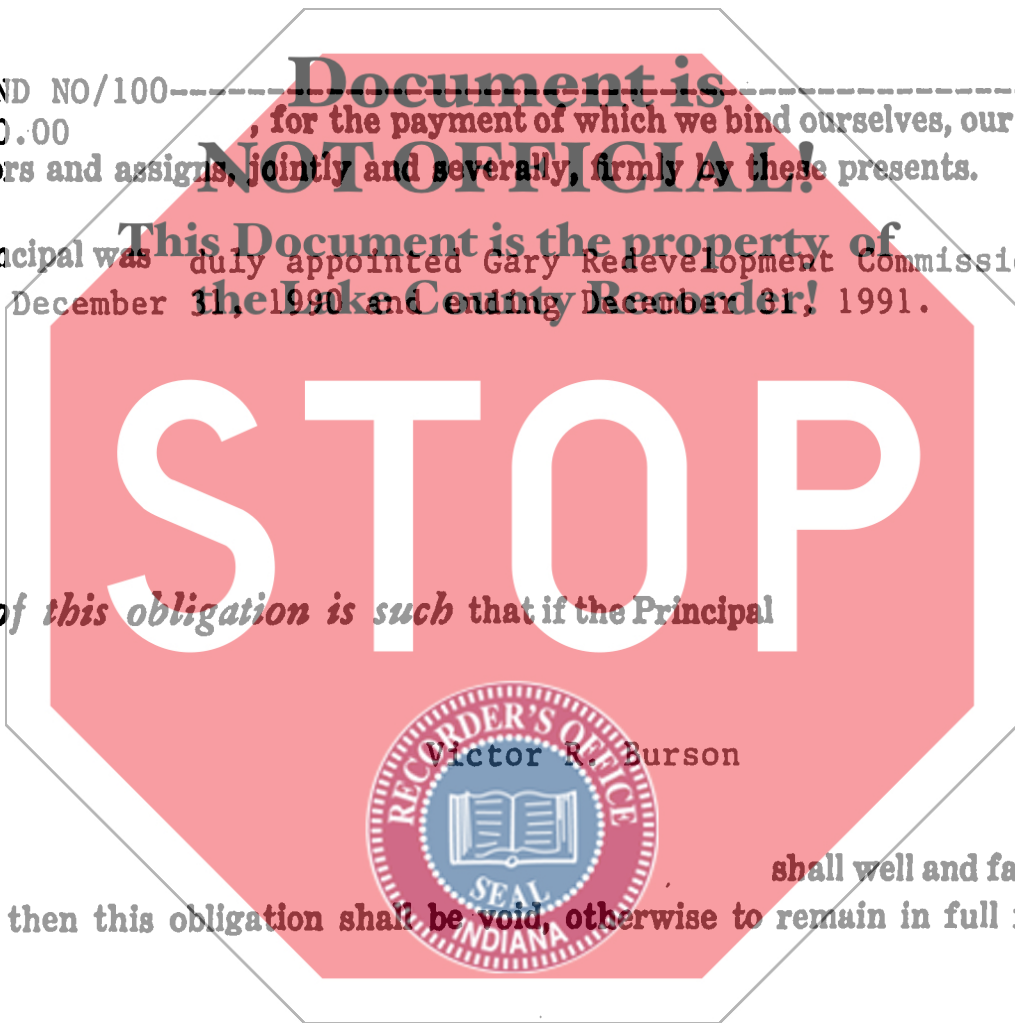 Document is
ND NO/100
0.00 , for the payment of which we bind ourselves, our
NOT OFFICIAL!
rs and assigns, jointly and severally, firmly by these presents.
This Document is the property of
ncipal was duly appointed Gary Redevelopment Commissi
the Lake County Recorder!
December 31, 1990 and ending December 31, 1991.
STOP
of this obligation is such that if the Principal
RECORDER'S OFFICE
Victor R. Burson
SEAL
INDIANA
shall well and fa
then this obligation shall be void, otherwise to remain in full